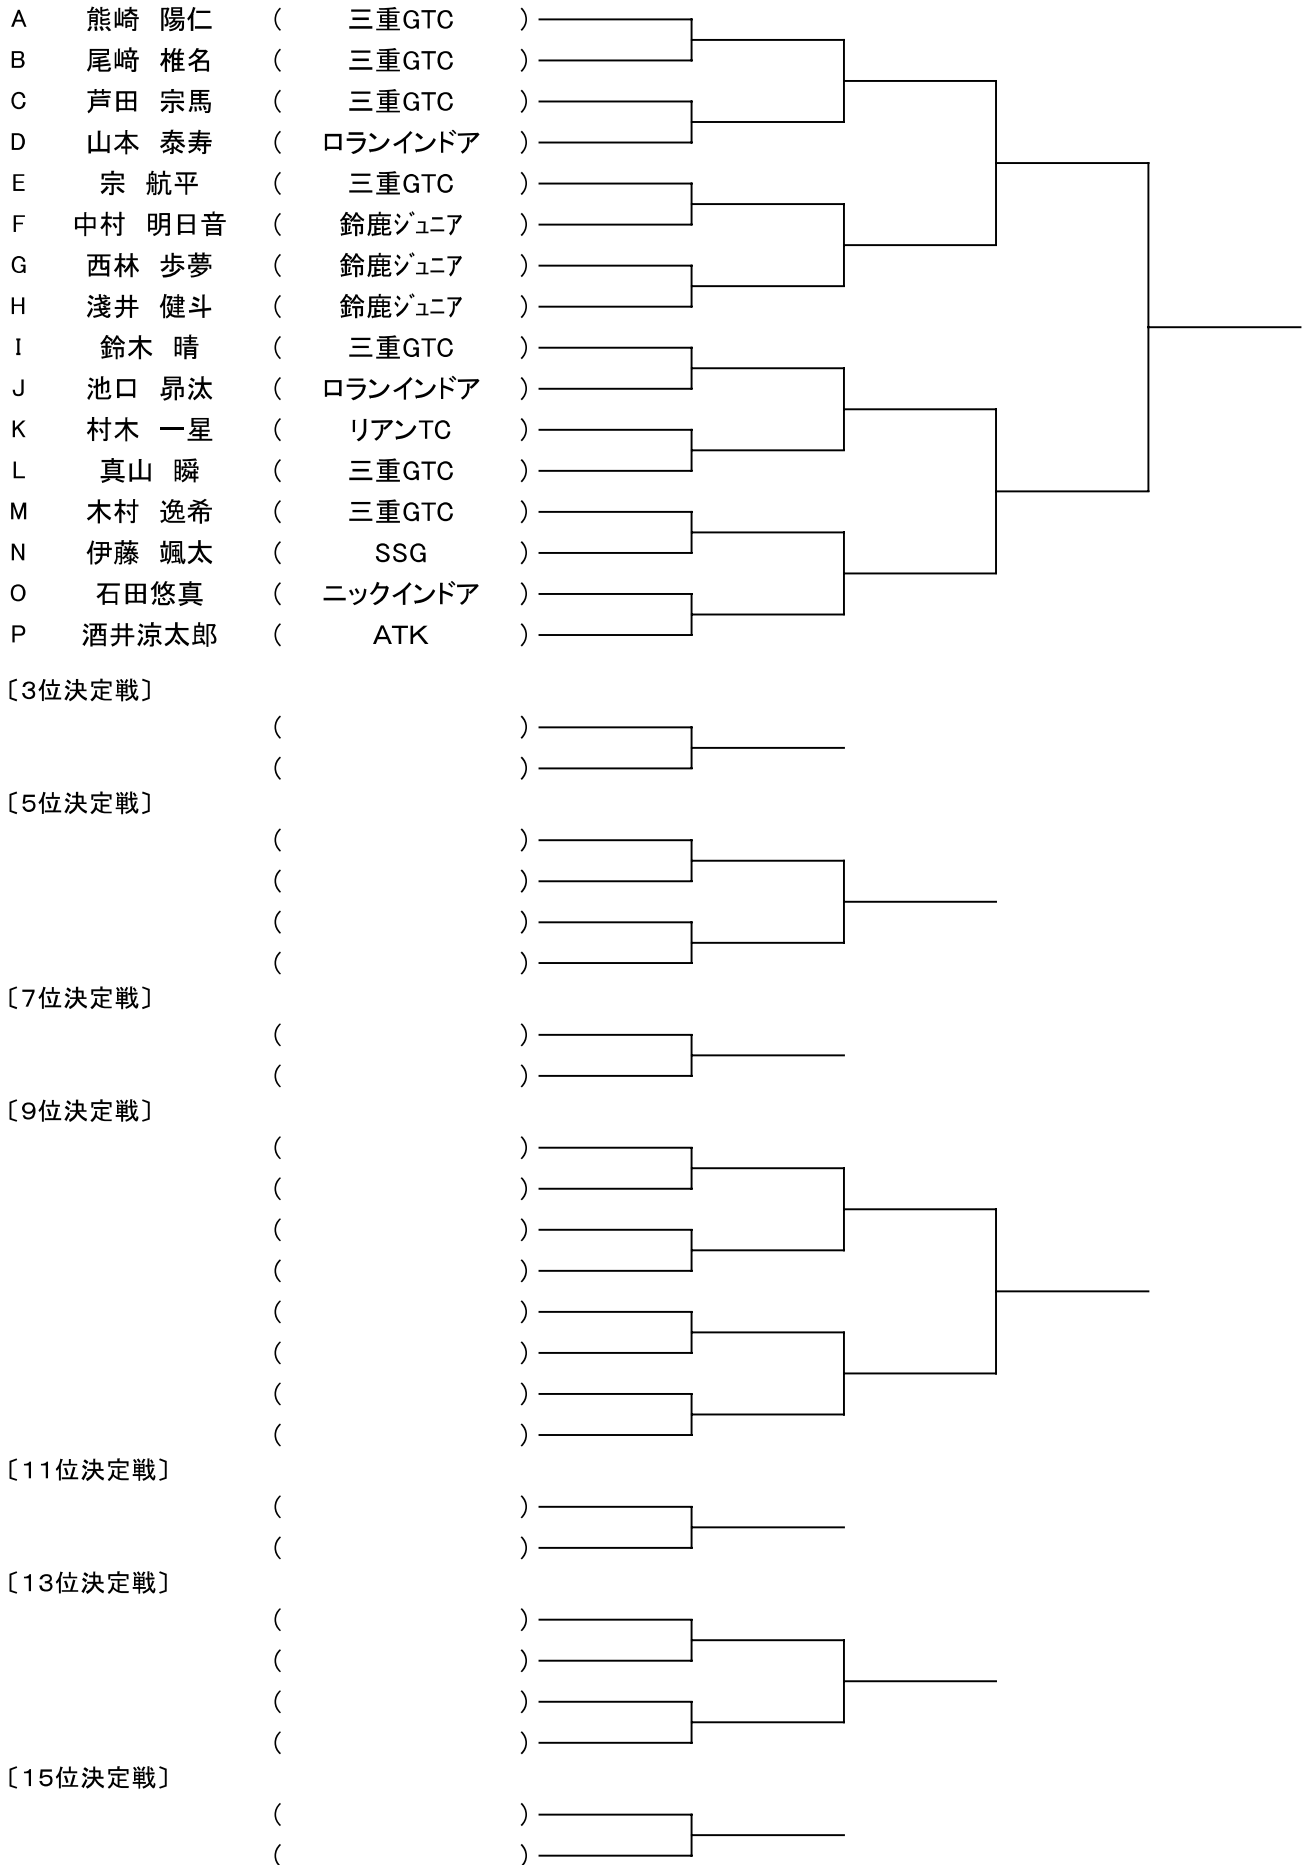 A 熊崎 陽仁 ( 三重GTC )
B 尾﨑 椎名 ( 三重GTC )
C 芦田 宗馬 ( 三重GTC )
D 山本 泰寿 ( ロランインドア )
E 宗 航平 ( 三重GTC )
F 中村 明日音 ( 鈴鹿ｼﾞｭﾆｱ )
G 西林 歩夢 ( 鈴鹿ｼﾞｭﾆｱ )
H 淺井 健斗 ( 鈴鹿ｼﾞｭﾆｱ )
I 鈴木 晴 ( 三重GTC )
J 池口 昴汰 ( ロランインドア )
K 村木 一星 ( リアンTC )
L 真山 瞬 ( 三重GTC )
M 木村 逸希 ( 三重GTC )
N 伊藤 颯太 ( SSG )
O 石田悠真 ( ニックインドア )
P 酒井涼太郎 ( ATK )
〔3位決定戦〕
( )
( )
〔5位決定戦〕
( )
( )
( )
( )
〔7位決定戦〕
( )
( )
〔9位決定戦〕
( )
( )
( )
( )
( )
( )
( )
( )
〔11位決定戦〕
( )
( )
〔13位決定戦〕
( )
( )
( )
( )
〔15位決定戦〕
( )
( )